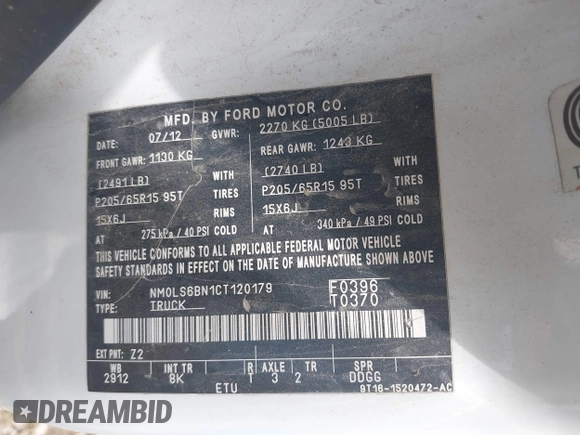 MFD. BY FORD MOTOR CO.
DATE: 07/12 GVWR: 2270 KG (5005 LB)
FRONT GAWR: 1130 KG REAR GAWR: 1243 KG
(2491 LB) WITH (2740 LB) WITH
P205/65R15 95T TIRES P205/65R15 95T TIRES
15X6J RIMS 15X6J RIMS
AT 275 kPa / 40 PSI COLD AT 340 kPa / 49 PSI COLD
THIS VEHICLE CONFORMS TO ALL APPLICABLE FEDERAL MOTOR VEHICLE
SAFETY STANDARDS IN EFFECT ON THE DATE OF MANUFACTURE SHOWN ABOVE
VIN: NM0LS6BN1CT120179 F0396
TYPE: TRUCK T0370
EXT PNT: Z2
WB INT TR R AXLE TR SPR
2912 8K T 3 2 DDGG
ETU 9T16-1520472-AC
DREAMBID